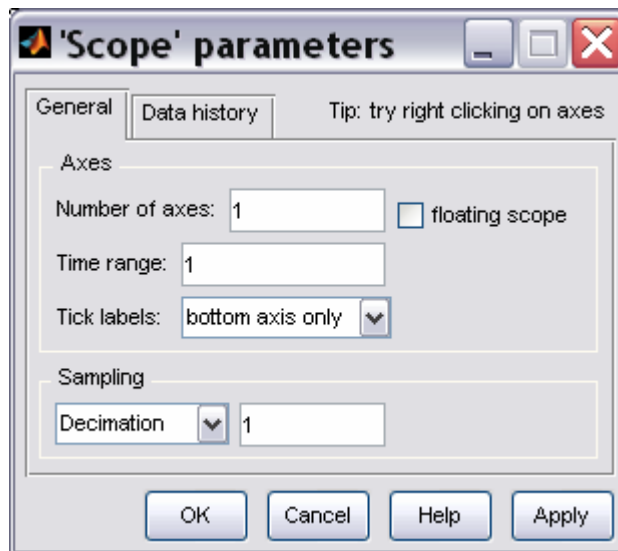 'Scope' parameters
General Data history Tip: try right clicking on axes
Axes
Number of axes: 1 floating scope
Time range: 1
Tick labels: bottom axis only
Sampling
Decimation 1
OK Cancel Help Apply